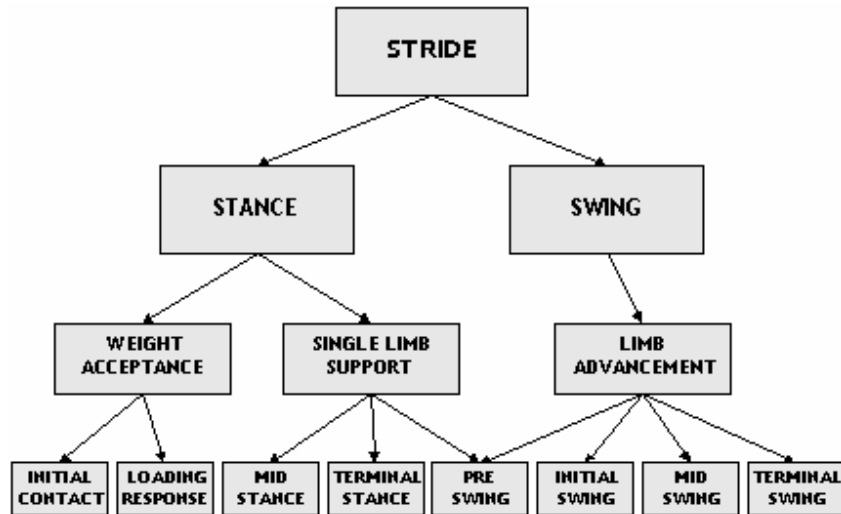 STRIDE
STANCE
SWING
WEIGHT
ACCEPTANCE
SINGLE LIMB
SUPPORT
LIMB
ADVANCEMENT
INITIAL
CONTACT
LOADING
RESPONSE
MID
STANCE
TERMINAL
STANCE
PRE
SWING
INITIAL
SWING
MID
SWING
TERMINAL
SWING